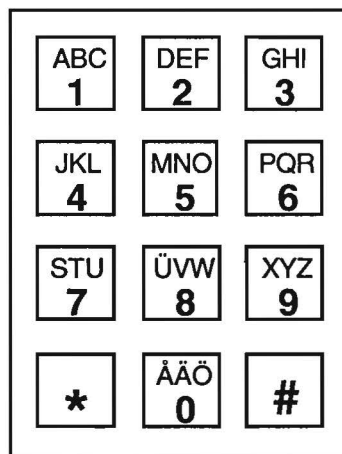 ABC DEF GHI
1 2 3
JKL MNO PQR
4 5 6
STU ÜVW XYZ
7 8 9
ÅÄÖ
* 0 #